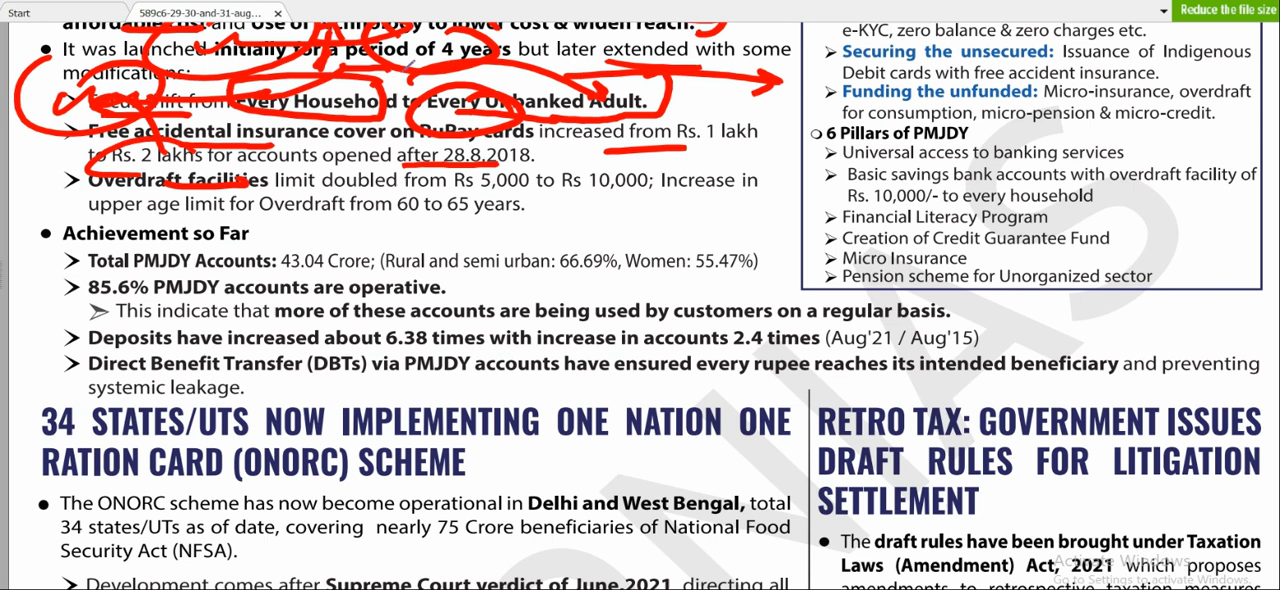 Start
589c6-29-30-and-31-aug...
Reduce the file size
affordable cost and use of technology to lower cost & widen reach.
It was launched initially for a period of 4 years but later extended with some
modifications:
shift from Every Household to Every Unbanked Adult.
Free accidental insurance cover on RuPay cards increased from Rs. 1 lakh
to Rs. 2 lakhs for accounts opened after 28.8.2018.
Overdraft facilities limit doubled from Rs 5,000 to Rs 10,000; Increase in
upper age limit for Overdraft from 60 to 65 years.
Achievement so Far
Total PMJDY Accounts: 43.04 Crore; (Rural and semi urban: 66.69%, Women: 55.47%)
85.6% PMJDY accounts are operative.
This indicate that more of these accounts are being used by customers on a regular basis.
Deposits have increased about 6.38 times with increase in accounts 2.4 times (Aug'21 / Aug'15)
Direct Benefit Transfer (DBTs) via PMJDY accounts have ensured every rupee reaches its intended beneficiary and preventing
systemic leakage.
e-KYC, zero balance & zero charges etc.
Securing the unsecured: Issuance of Indigenous
Debit cards with free accident insurance.
Funding the unfunded: Micro-insurance, overdraft
for consumption, micro-pension & micro-credit.
6 Pillars of PMJDY
Universal access to banking services
Basic savings bank accounts with overdraft facility of
Rs. 10,000/- to every household
Financial Literacy Program
Creation of Credit Guarantee Fund
Micro Insurance
Pension scheme for Unorganized sector
34 STATES/UTS NOW IMPLEMENTING ONE NATION ONE
RATION CARD (ONORC) SCHEME
The ONORC scheme has now become operational in Delhi and West Bengal, total
34 states/UTs as of date, covering nearly 75 Crore beneficiaries of National Food
Security Act (NFSA).
Development comes after Supreme Court verdict of June,2021, directing all
RETRO TAX: GOVERNMENT ISSUES
DRAFT RULES FOR LITIGATION
SETTLEMENT
The draft rules have been brought under Taxation
Laws (Amendment) Act, 2021 which proposes
amendments to retrospective taxation measures
Activate Windows
Go to Settings to activate Windows.